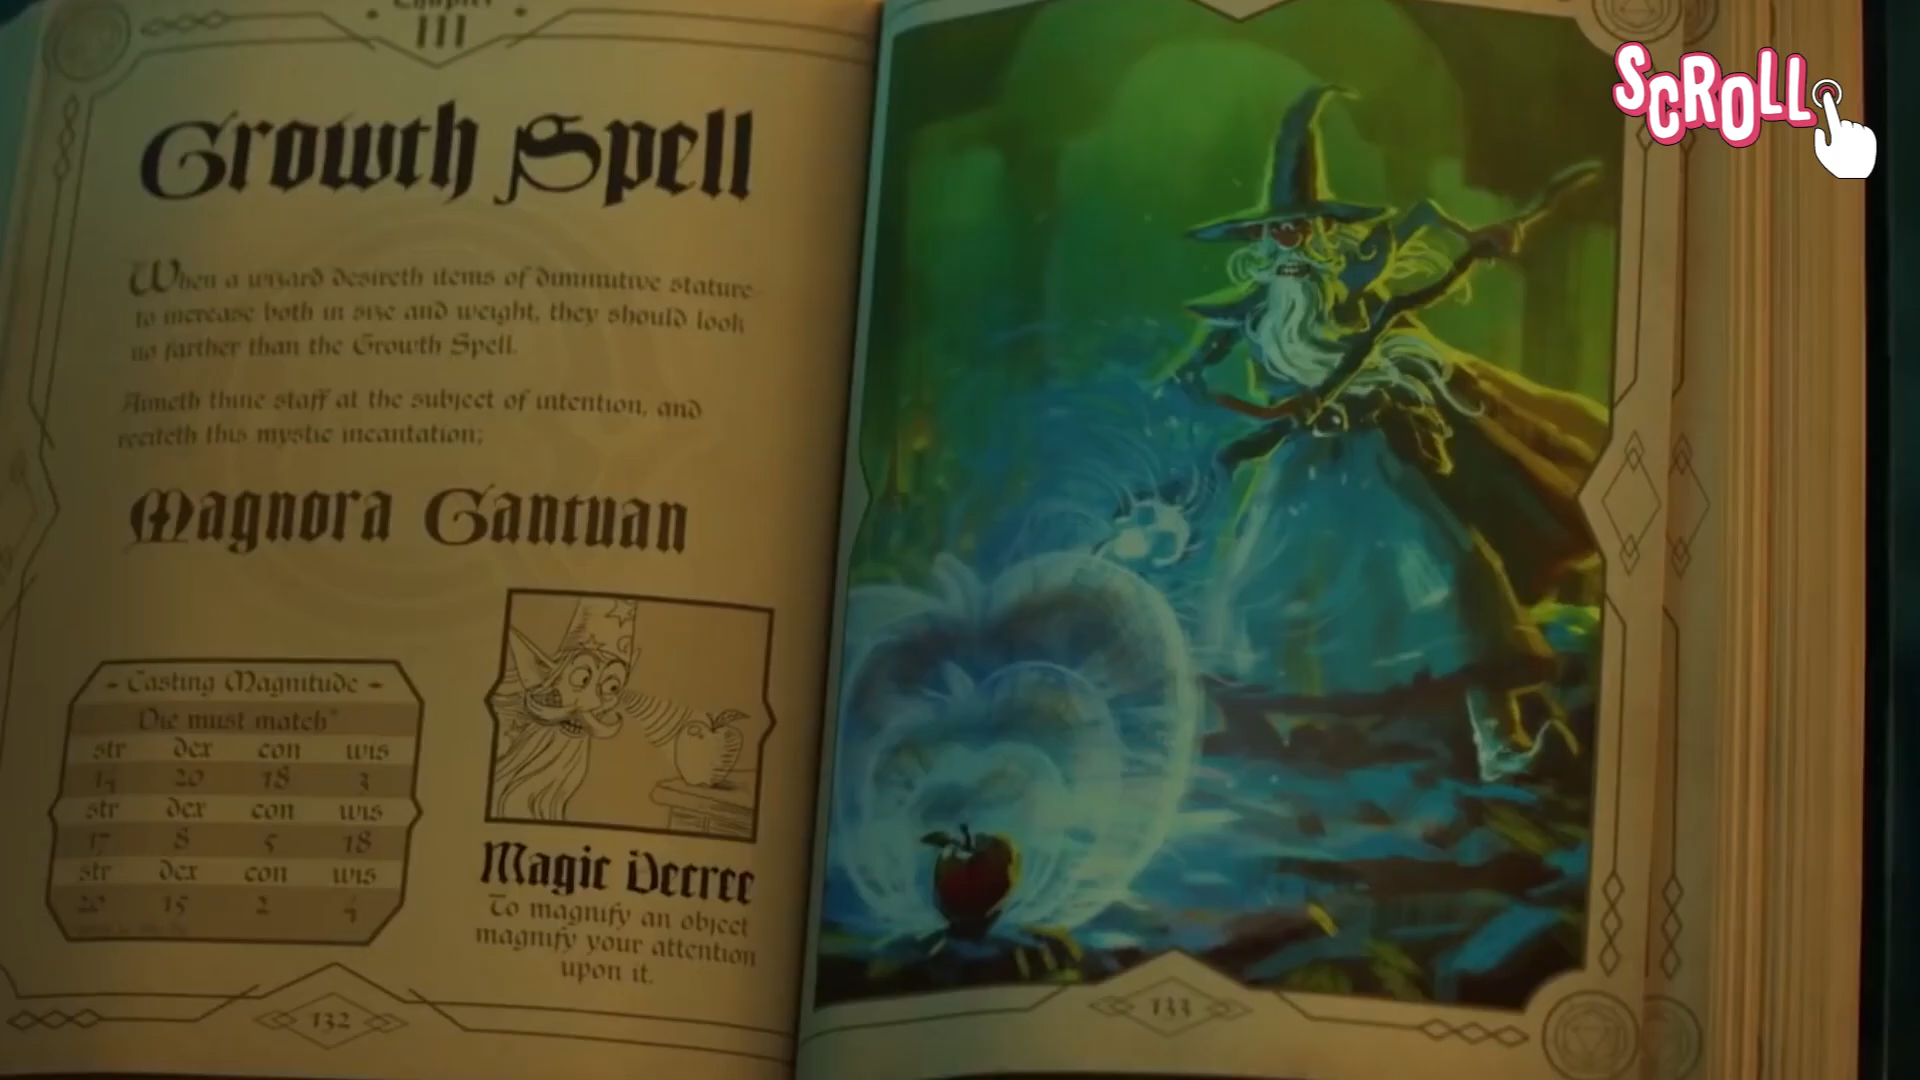 Chapter
III
Growth Spell
When a wizard desireth items of diminutive stature
to increase both in size and weight, they should look
no farther than the Growth Spell.
Aimeth thine staff at the subject of intention, and
reciteth this mystic incantation;
Magnora Gantuan
- Casting Magnitude -
Die must match*
str dex con wis
14 20 18 3
str dex con wis
17 8 5 18
str dex con wis
20 15 2 4
Magic Decree
To magnify an object
magnify your attention
upon it.
132
133
SCROLL